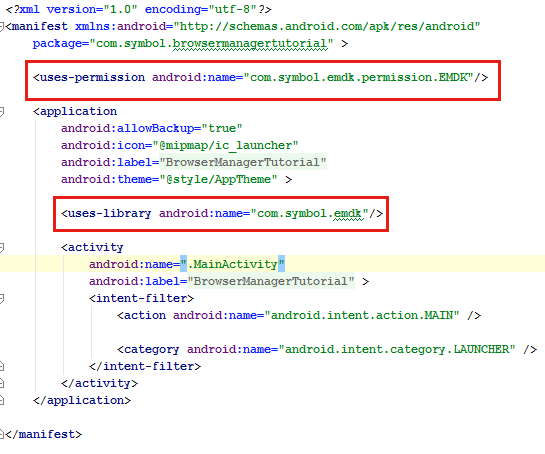 <?xml version="1.0" encoding="utf-8"?>
<manifest xmlns:android="http://schemas.android.com/apk/res/android"
package="com.symbol.browsermanagertutorial" >
<uses-permission android:name="com.symbol.emdk.permission.EMDK"/>
<application
android:allowBackup="true"
android:icon="@mipmap/ic_launcher"
android:label="BrowserManagerTutorial"
android:theme="@style/AppTheme" >
<uses-library android:name="com.symbol.emdk"/>
<activity
android:name=".MainActivity"
android:label="BrowserManagerTutorial" >
<intent-filter>
<action android:name="android.intent.action.MAIN" />
<category android:name="android.intent.category.LAUNCHER" />
</intent-filter>
</activity>
</application>
</manifest>